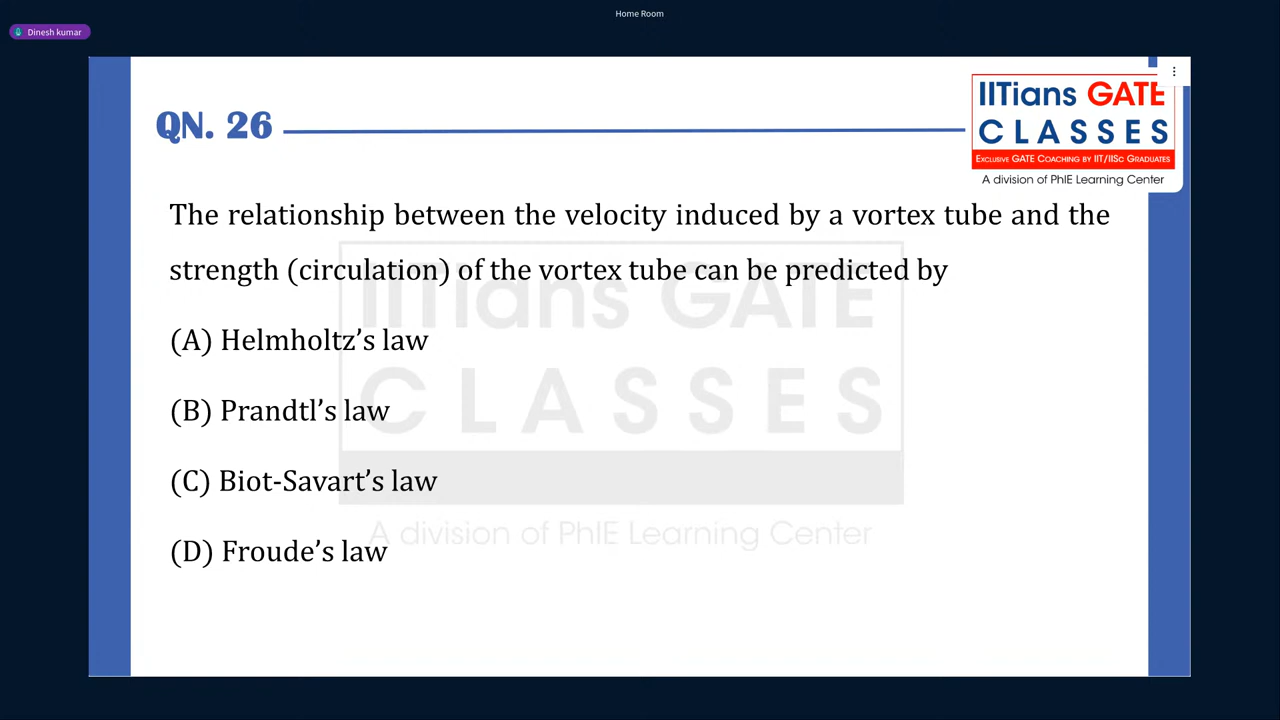 Home Room
Dinesh kumar
QN. 26
IITians GATE
CLASSES
EXCLUSIVE GATE COACHING BY IIT/IISC GRADUATES
A division of PhIE Learning Center
The relationship between the velocity induced by a vortex tube and the
strength (circulation) of the vortex tube can be predicted by
(A) Helmholtz’s law
(B) Prandtl’s law
(C) Biot-Savart’s law
(D) Froude’s law
IITians GATE
CLASSES
A division of PhIE Learning Center